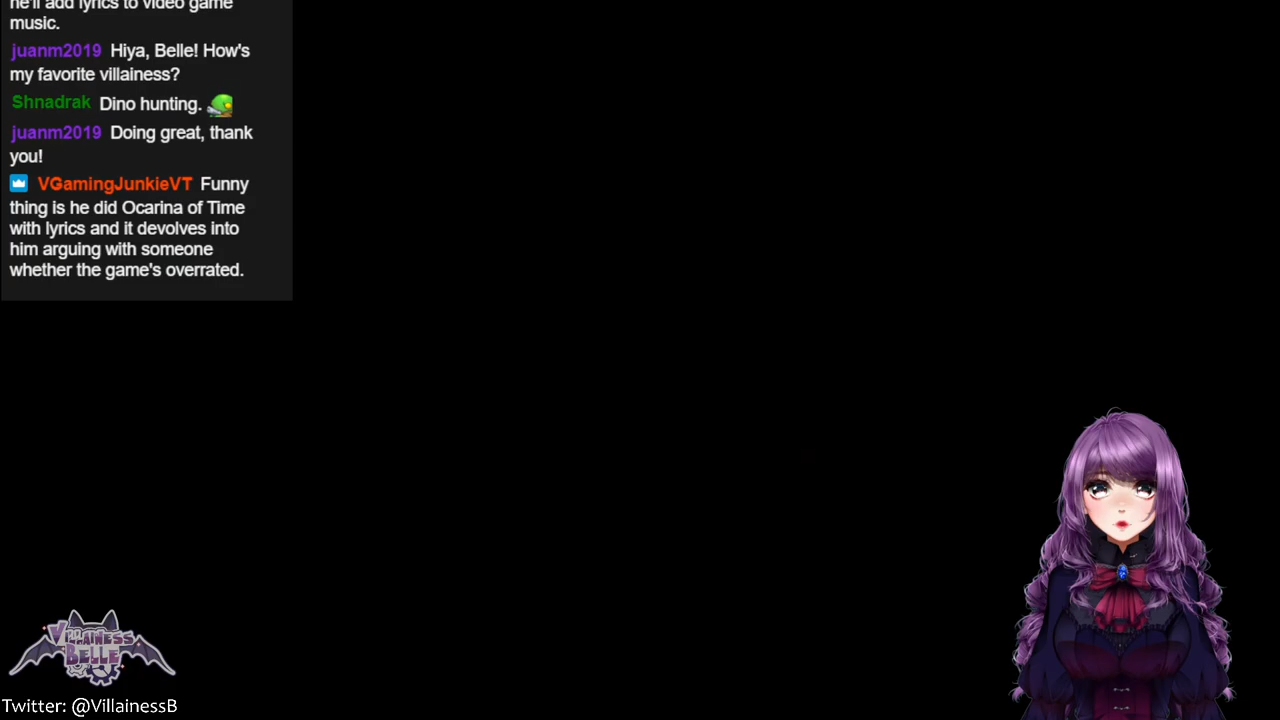 he'll add lyrics to video game
music.
juanm2019 Hiya, Belle! How's
my favorite villainess?
Shnadrak Dino hunting.
juanm2019 Doing great, thank
you!
VGamingJunkieVT Funny
thing is he did Ocarina of Time
with lyrics and it devolves into
him arguing with someone
whether the game's overrated.
VILLAINESS
BELLE
Twitter: @VillainessB